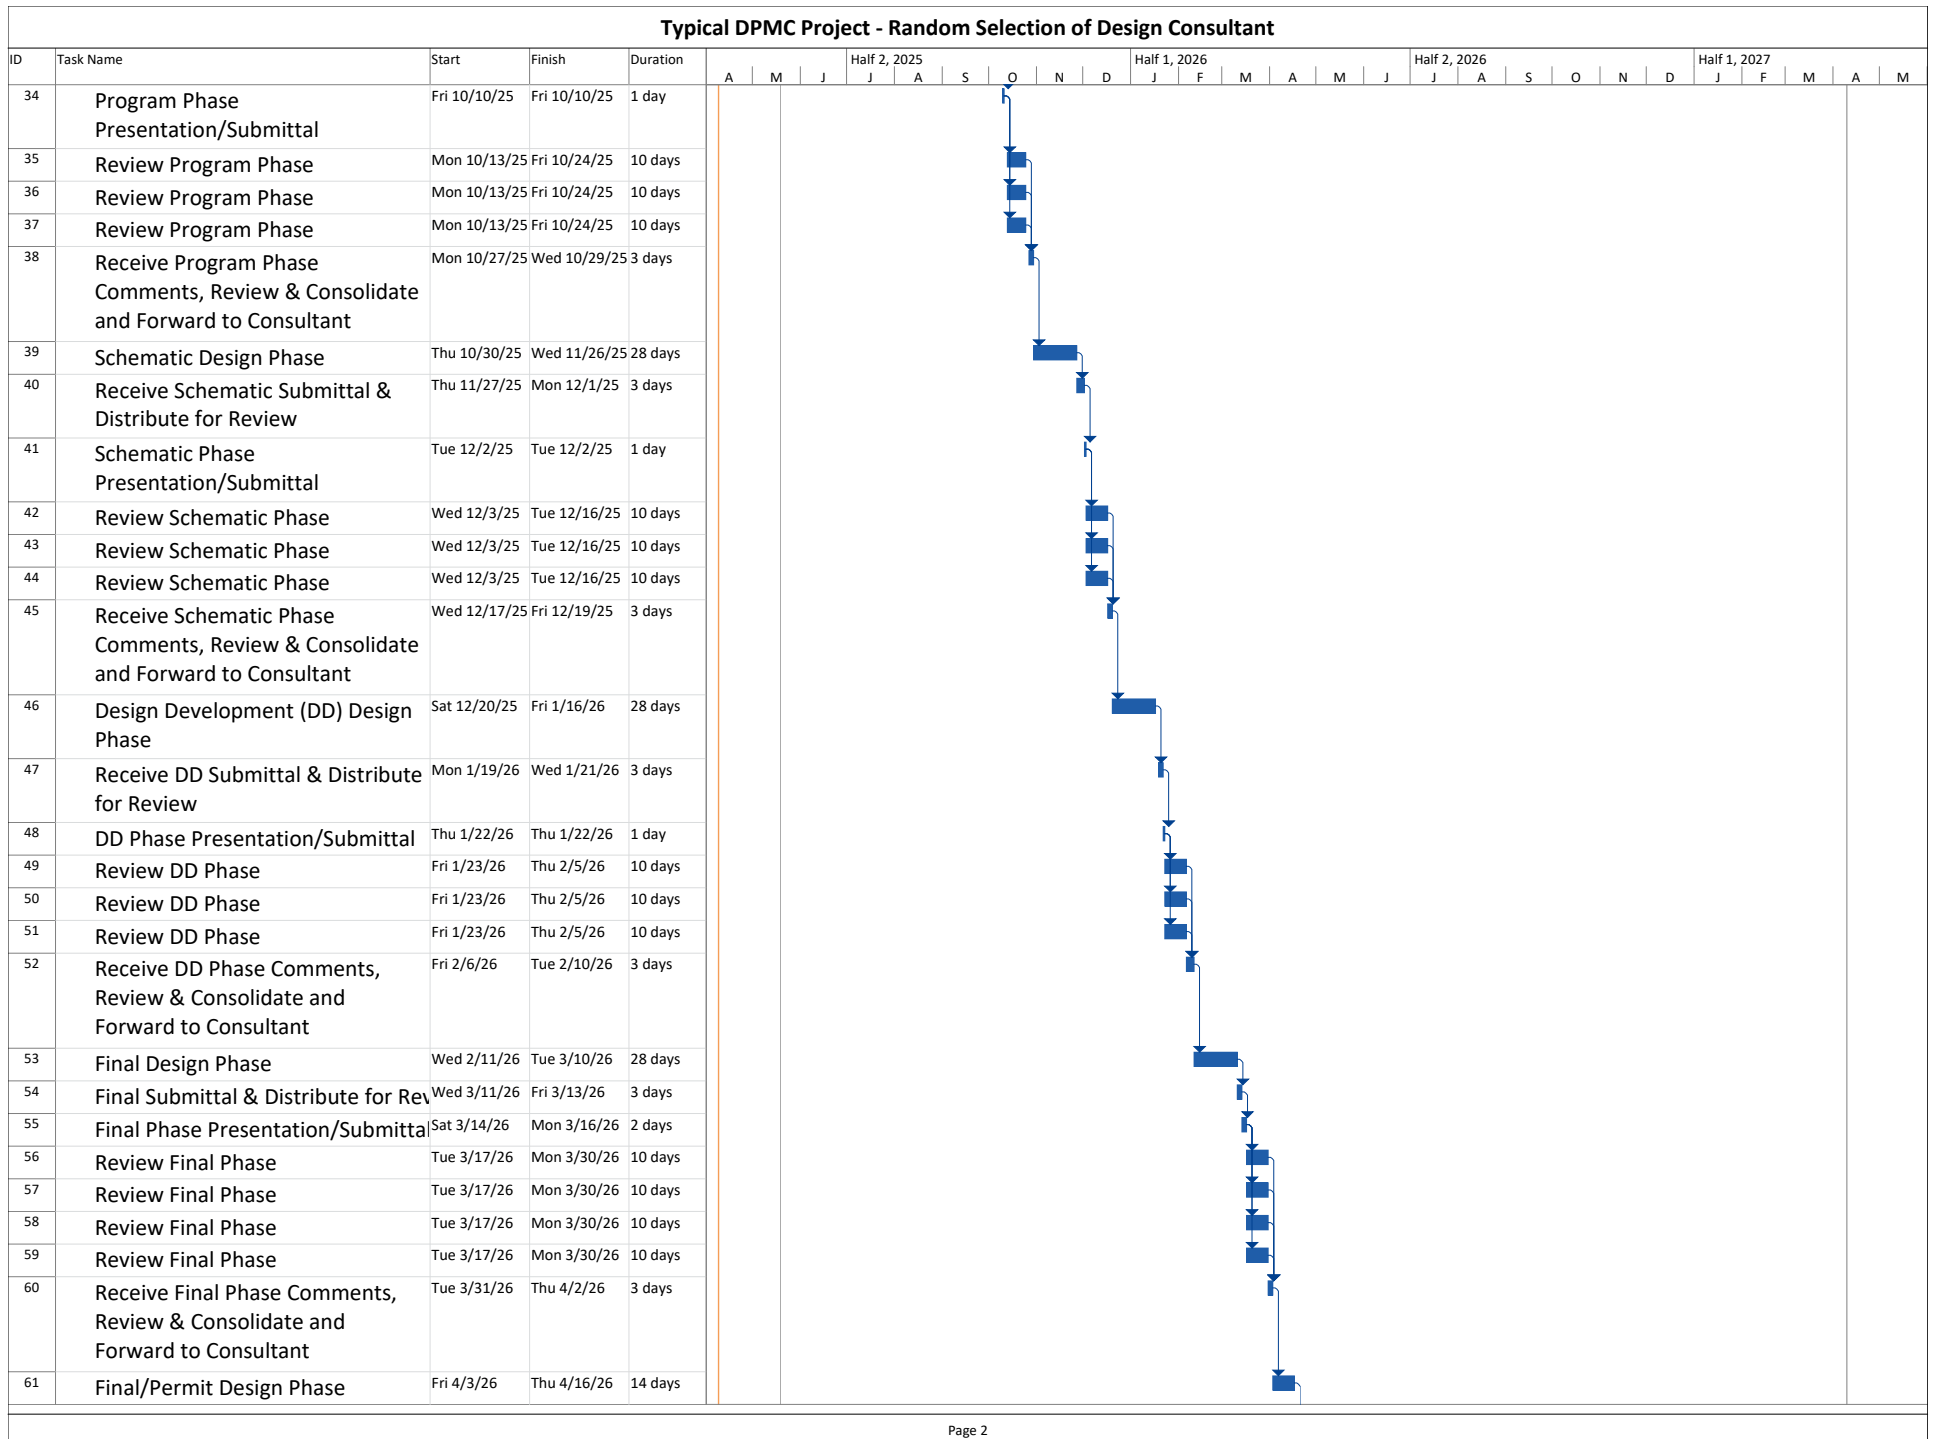 Typical DPMC Project - Random Selection of Design Consultant
ID Task Name Start Finish Duration
Half 2, 2025 Half 1, 2026 Half 2, 2026 Half 1, 2027
A M J J A S O N D J F M A M J J A S O N D J F M A M
34 Program Phase Fri 10/10/25 Fri 10/10/25 1 day
Presentation/Submittal
35 Review Program Phase Mon 10/13/25 Fri 10/24/25 10 days
36 Review Program Phase Mon 10/13/25 Fri 10/24/25 10 days
37 Review Program Phase Mon 10/13/25 Fri 10/24/25 10 days
38 Receive Program Phase Mon 10/27/25 Wed 10/29/25 3 days
Comments, Review & Consolidate
and Forward to Consultant
39 Schematic Design Phase Thu 10/30/25 Wed 11/26/25 28 days
40 Receive Schematic Submittal & Thu 11/27/25 Mon 12/1/25 3 days
Distribute for Review
41 Schematic Phase Tue 12/2/25 Tue 12/2/25 1 day
Presentation/Submittal
42 Review Schematic Phase Wed 12/3/25 Tue 12/16/25 10 days
43 Review Schematic Phase Wed 12/3/25 Tue 12/16/25 10 days
44 Review Schematic Phase Wed 12/3/25 Tue 12/16/25 10 days
45 Receive Schematic Phase Wed 12/17/25 Fri 12/19/25 3 days
Comments, Review & Consolidate
and Forward to Consultant
46 Design Development (DD) Design Sat 12/20/25 Fri 1/16/26 28 days
Phase
47 Receive DD Submittal & Distribute Mon 1/19/26 Wed 1/21/26 3 days
for Review
48 DD Phase Presentation/Submittal Thu 1/22/26 Thu 1/22/26 1 day
49 Review DD Phase Fri 1/23/26 Thu 2/5/26 10 days
50 Review DD Phase Fri 1/23/26 Thu 2/5/26 10 days
51 Review DD Phase Fri 1/23/26 Thu 2/5/26 10 days
52 Receive DD Phase Comments, Fri 2/6/26 Tue 2/10/26 3 days
Review & Consolidate and
Forward to Consultant
53 Final Design Phase Wed 2/11/26 Tue 3/10/26 28 days
54 Final Submittal & Distribute for Rev Wed 3/11/26 Fri 3/13/26 3 days
55 Final Phase Presentation/Submittal Sat 3/14/26 Mon 3/16/26 2 days
56 Review Final Phase Tue 3/17/26 Mon 3/30/26 10 days
57 Review Final Phase Tue 3/17/26 Mon 3/30/26 10 days
58 Review Final Phase Tue 3/17/26 Mon 3/30/26 10 days
59 Review Final Phase Tue 3/17/26 Mon 3/30/26 10 days
60 Receive Final Phase Comments, Tue 3/31/26 Thu 4/2/26 3 days
Review & Consolidate and
Forward to Consultant
61 Final/Permit Design Phase Fri 4/3/26 Thu 4/16/26 14 days
Page 2